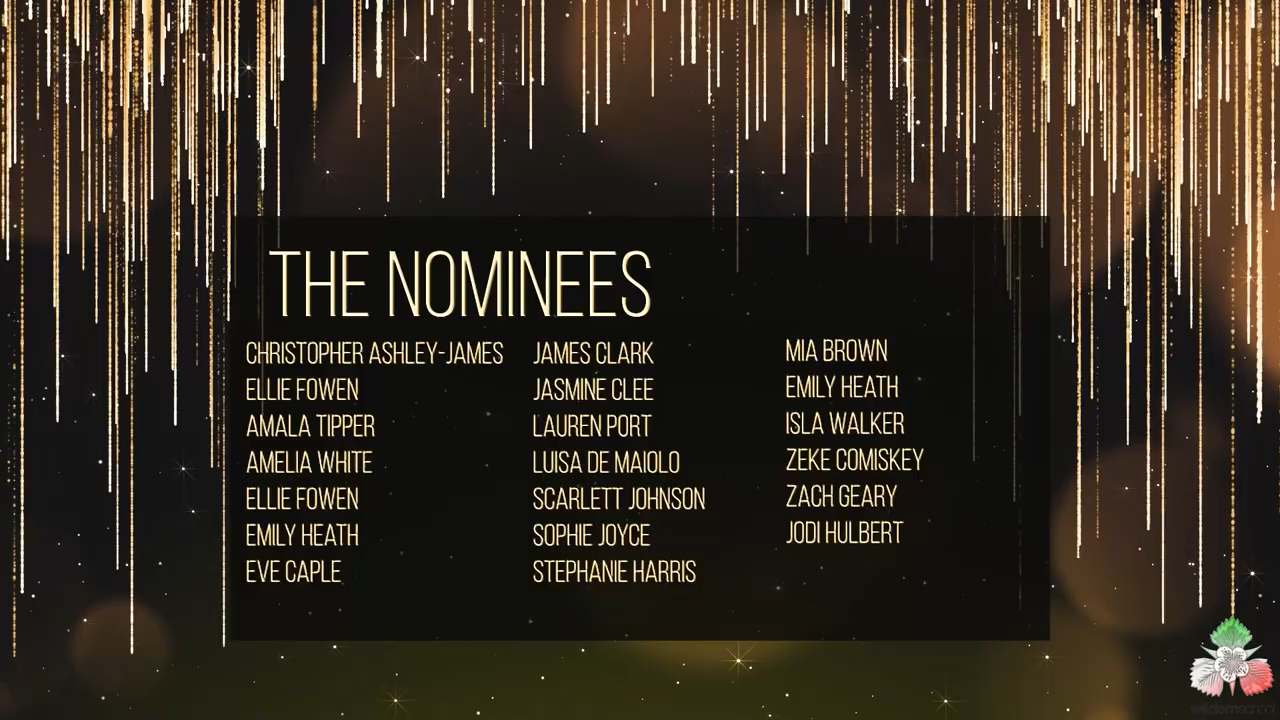 THE NOMINEES
CHRISTOPHER ASHLEY-JAMES
ELLIE FOWEN
AMALA TIPPER
AMELIA WHITE
ELLIE FOWEN
EMILY HEATH
EVE CAPLE
JAMES CLARK
JASMINE CLEE
LAUREN PORT
LUISA DE MAIOLO
SCARLETT JOHNSON
SOPHIE JOYCE
STEPHANIE HARRIS
MIA BROWN
EMILY HEATH
ISLA WALKER
ZEKE COMISKEY
ZACH GEARY
JODI HULBERT